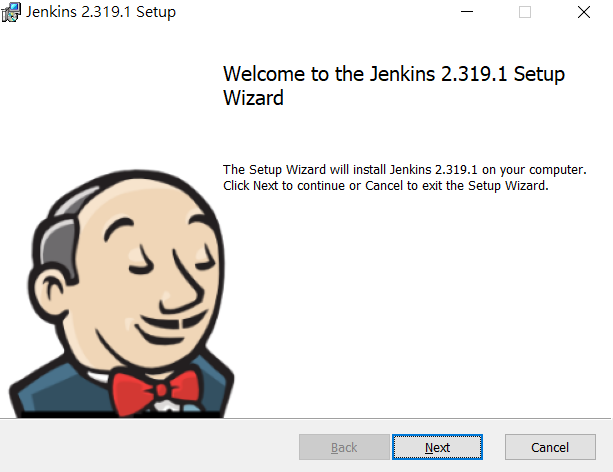 Jenkins 2.319.1 Setup
Welcome to the Jenkins 2.319.1 Setup
Wizard
The Setup Wizard will install Jenkins 2.319.1 on your computer.
Click Next to continue or Cancel to exit the Setup Wizard.
Back
Next
Cancel